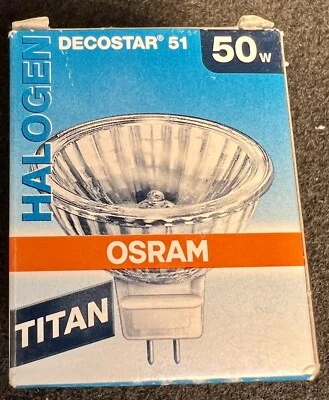 DECOSTAR® 51
50W
HALOGEN
OSRAM
TITAN